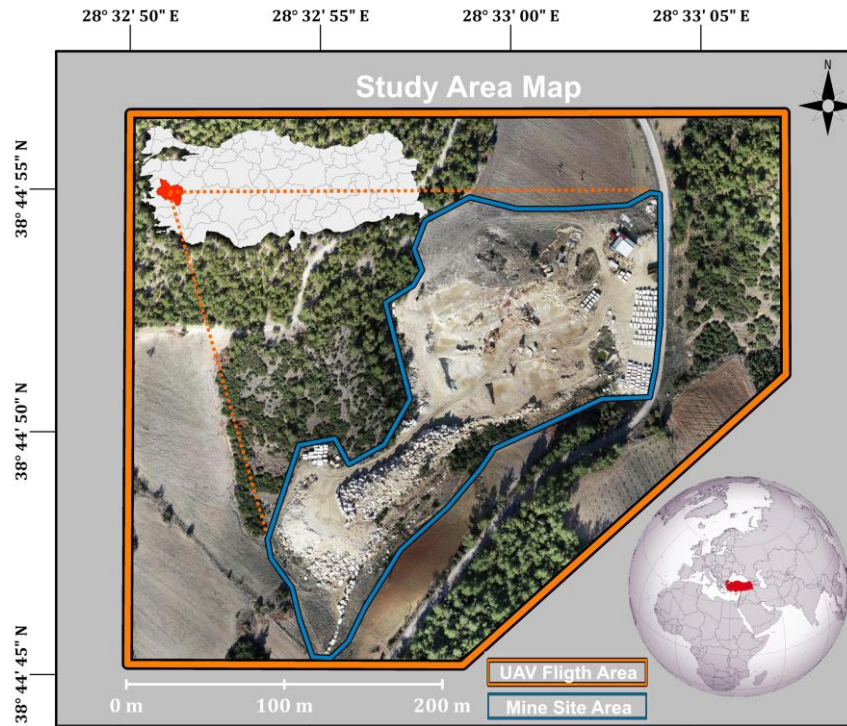 28° 32' 50" E 28° 32' 55" E 28° 33' 00" E 28° 33' 05" E
Study Area Map
N
38° 44' 55" N
38° 44' 50" N
38° 44' 45" N
UAV Fligth Area
0 m 100 m 200 m
Mine Site Area